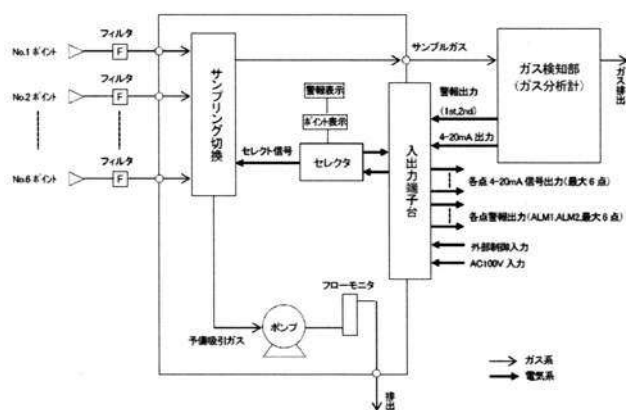 フィルタ
No.1 ポイント
F
フィルタ
No.2 ポイント
F
フィルタ
No.6 ポイント
F
サンプリング切換
サンプルガス
ガス検知部
(ガス分析計)
ガス排出
警報出力
(1st,2nd)
4-20mA 出力
警報表示
ポイント表示
セレクト信号
セレクタ
入出力端子台
各点 4-20mA 信号出力(最大 6 点)
各点警報出力(ALM1,ALM2,最大 6 点)
外部制御入力
AC100V 入力
フローモニタ
予備吸引ガス
ポンプ
排出
ガス系
電気系